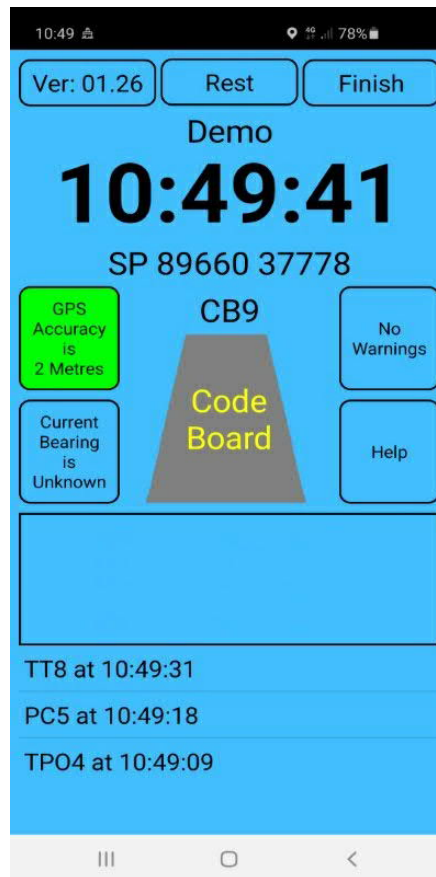 10:49 4G 78%
Ver: 01.26 Rest Finish
Demo
10:49:41
SP 89660 37778
GPS
Accuracy
is
2 Metres
CB9
No
Warnings
Code
Board
Current
Bearing
is
Unknown
Help
TT8 at 10:49:31
PC5 at 10:49:18
TPO4 at 10:49:09